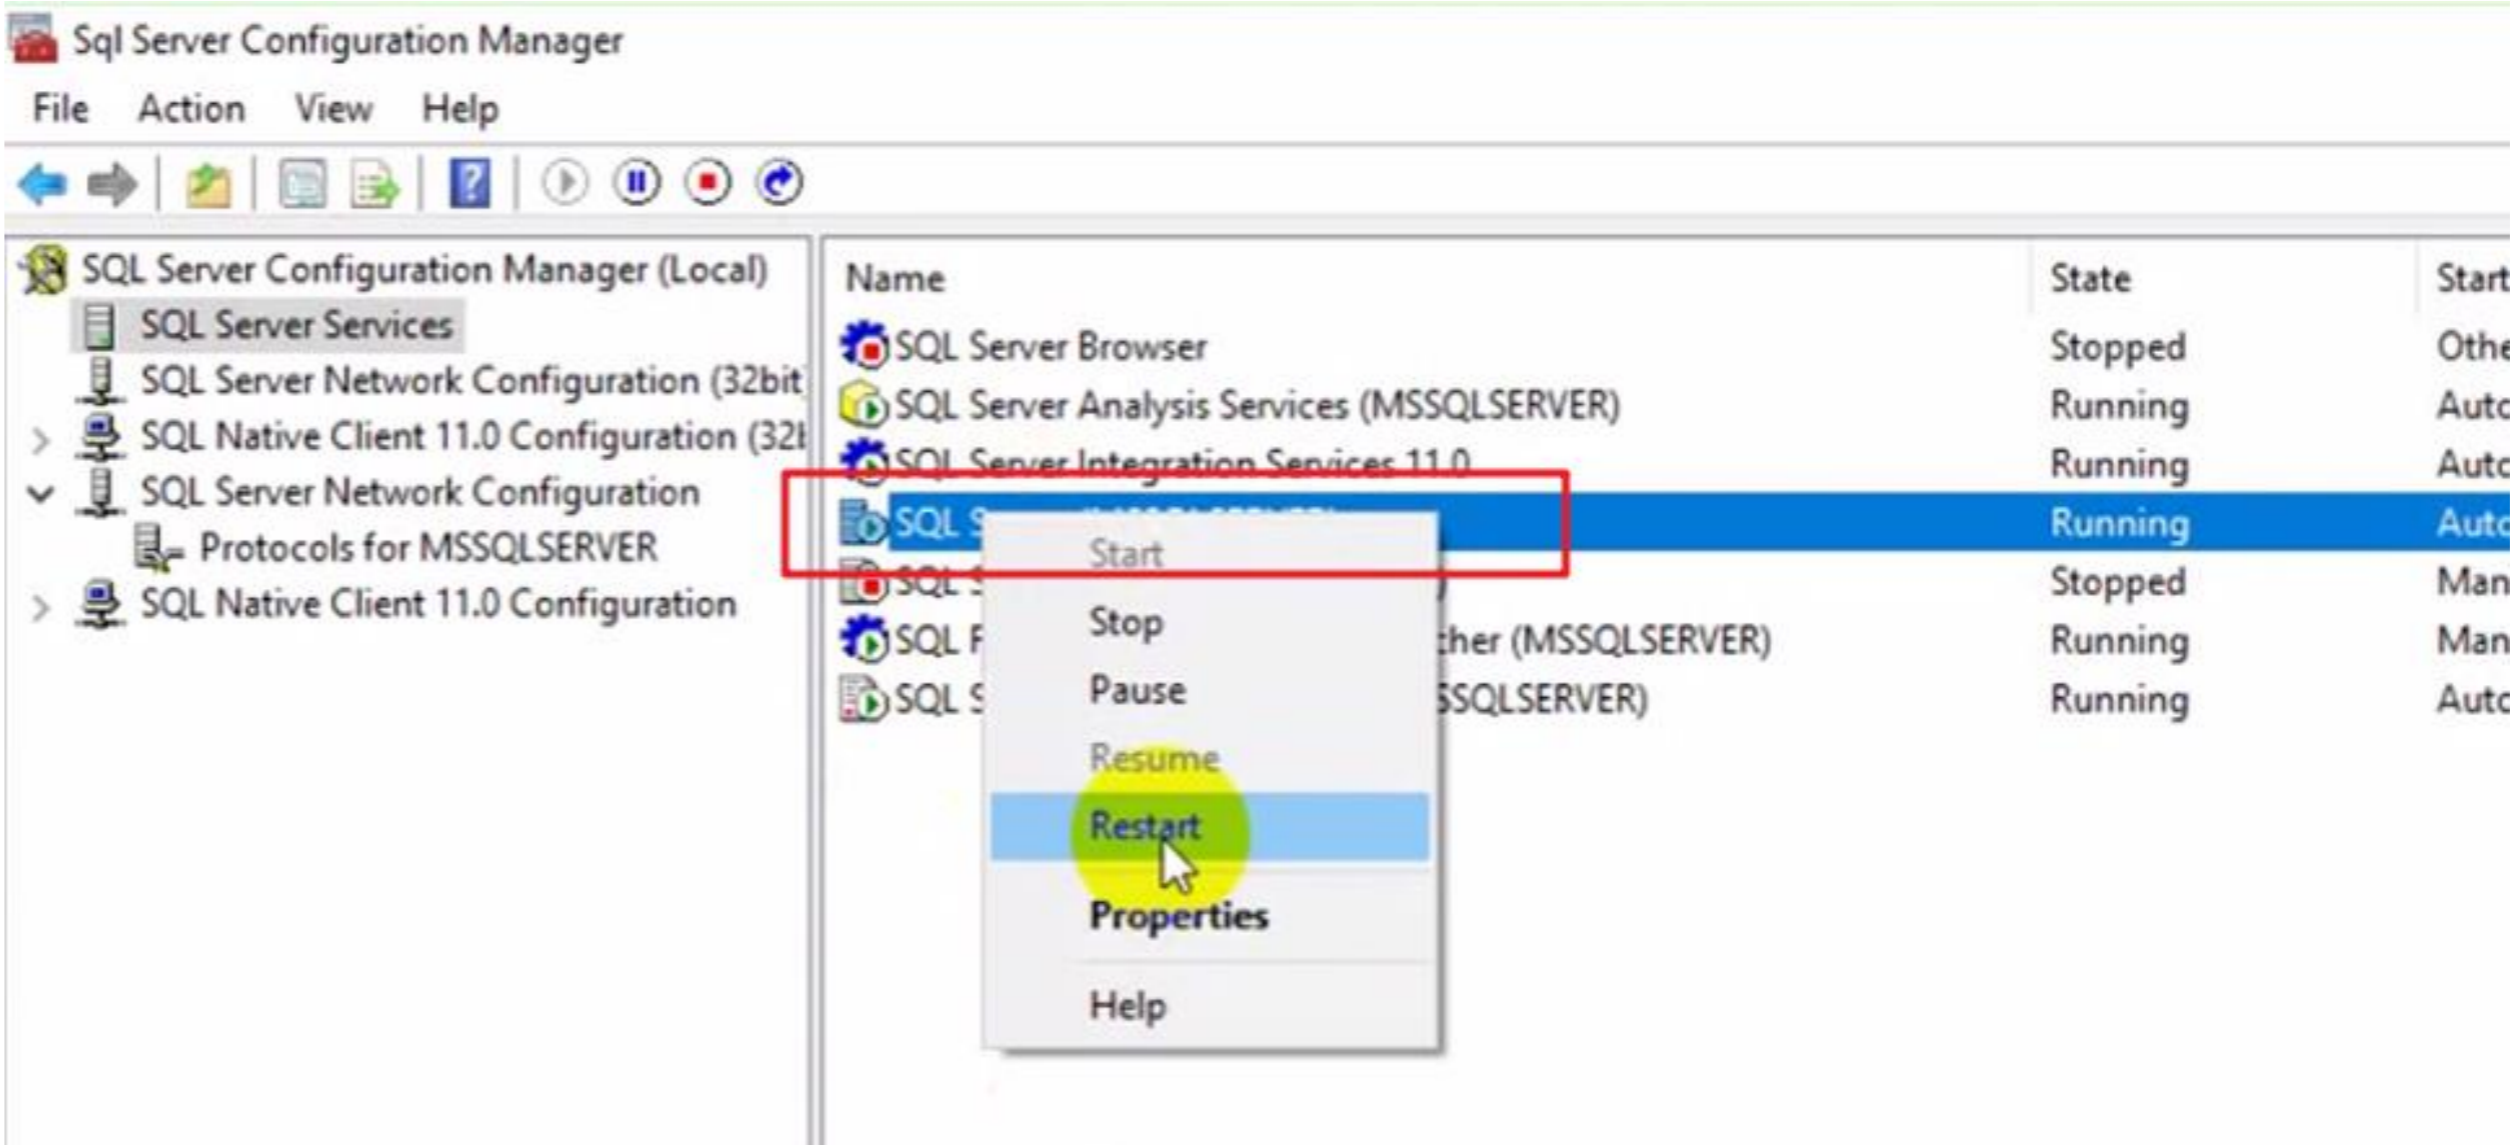 Sql Server Configuration Manager
File Action View Help
SQL Server Configuration Manager (Local)
SQL Server Services
SQL Server Network Configuration (32bit
SQL Native Client 11.0 Configuration (32
SQL Server Network Configuration
Protocols for MSSQLSERVER
SQL Native Client 11.0 Configuration
Name State Start
SQL Server Browser Stopped Othe
SQL Server Analysis Services (MSSQLSERVER) Running Auto
SQL Server Integration Services 11.0 Running Auto
SQL S (MSSQLSERVER) Running Auto
SQL S ) Stopped Man
SQL F cher (MSSQLSERVER) Running Man
SQL S SSQLSERVER) Running Auto
Start
Stop
Pause
Resume
Restart
Properties
Help